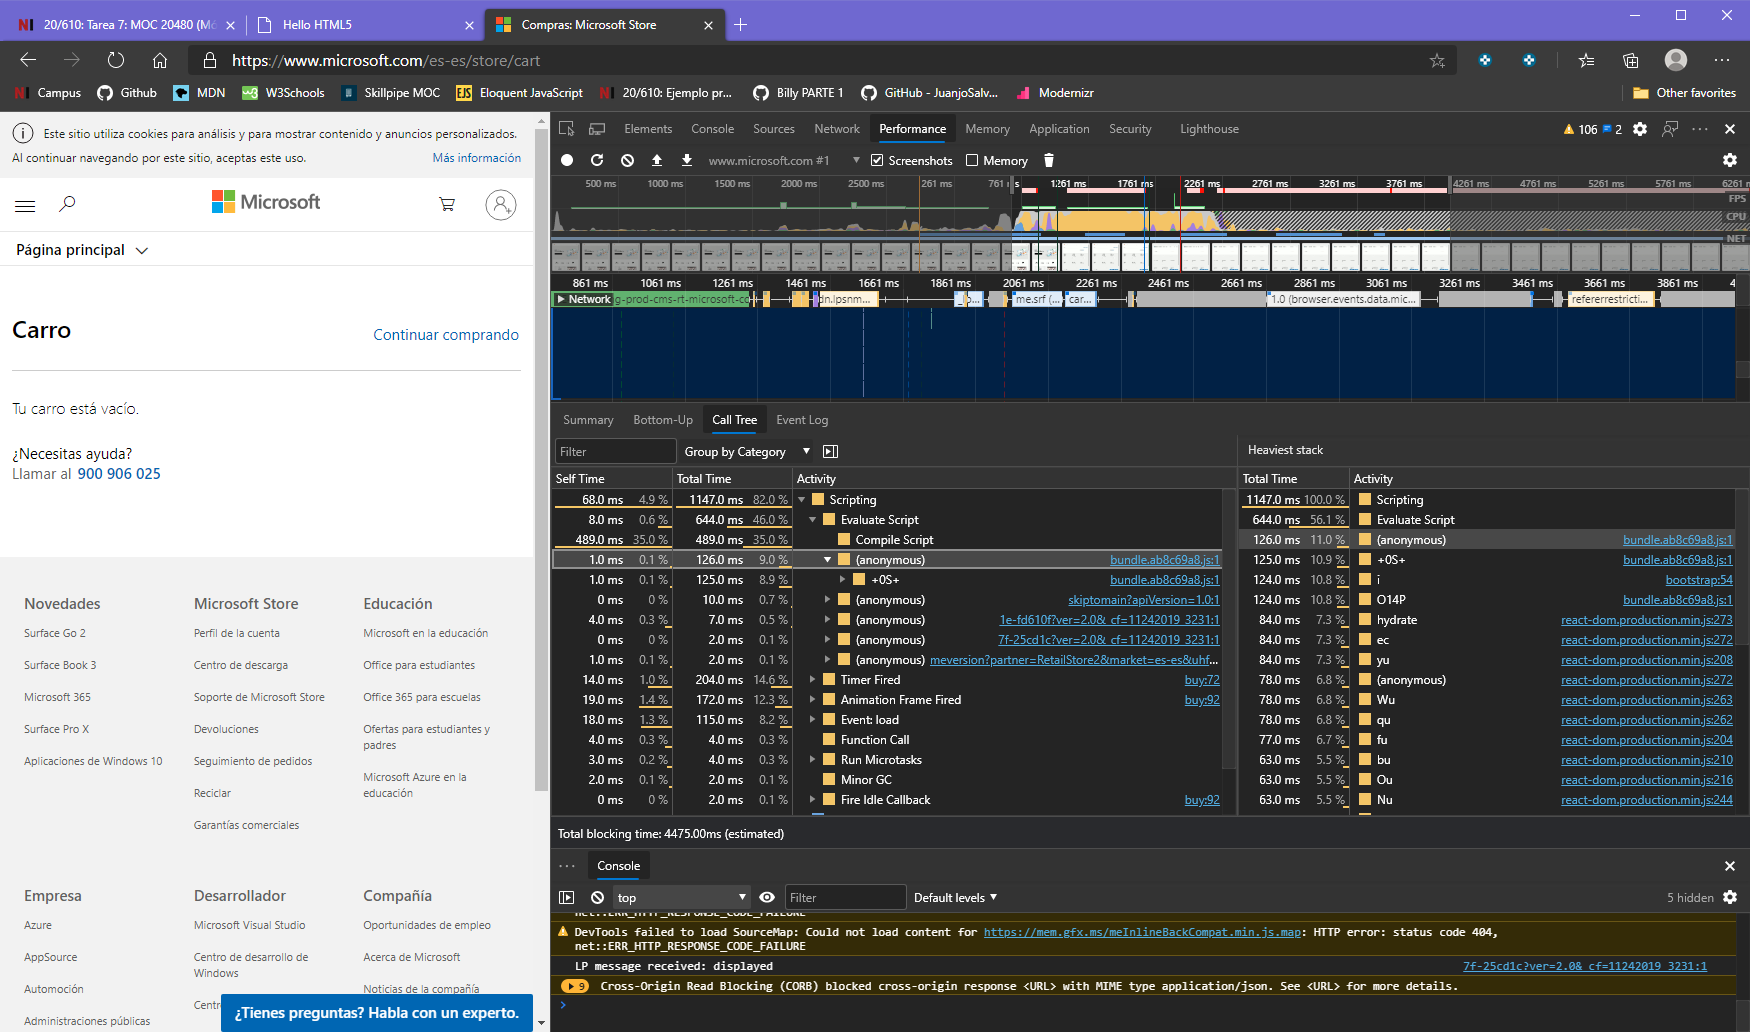 20/610: Tarea 7: MOC 20480 (Mó
Hello HTML5
Compras: Microsoft Store
https://www.microsoft.com/es-es/store/cart
Campus
Github
MDN
W3Schools
Skillpipe MOC
Eloquent JavaScript
20/610: Ejemplo pr...
Billy PARTE 1
GitHub - JuanjoSalv...
Modernizr
Other favorites
Este sitio utiliza cookies para análisis y para mostrar contenido y anuncios personalizados.
Al continuar navegando por este sitio, aceptas este uso.
Más información
Microsoft
Página principal
Carro
Continuar comprando
Tu carro está vacío.
¿Necesitas ayuda?
Llamar al 900 906 025
Novedades
Surface Go 2
Surface Book 3
Microsoft 365
Surface Pro X
Aplicaciones de Windows 10
Microsoft Store
Perfil de la cuenta
Centro de descarga
Soporte de Microsoft Store
Devoluciones
Seguimiento de pedidos
Reciclar
Garantías comerciales
Educación
Microsoft en la educación
Office para estudiantes
Office 365 para escuelas
Ofertas para estudiantes y
padres
Microsoft Azure en la
educación
Empresa
Azure
AppSource
Automoción
Administraciones públicas
Desarrollador
Microsoft Visual Studio
Centro de desarrollo de
Windows
Centr
Compañía
Oportunidades de empleo
Acerca de Microsoft
Noticias de la compañía
¿Tienes preguntas? Habla con un experto.
Elements Console Sources Network Performance Memory Application Security Lighthouse
106 2
www.microsoft.com #1
Screenshots
Memory
500 ms 1000 ms 1500 ms 2000 ms 2500 ms 261 ms 761 s 1261 ms 1761 ms 2261 ms 2761 ms 3261 ms 3761 ms 4261 ms 4761 ms 5261 ms 5761 ms 6261 m
FPS
CPU
NET
861 ms 1061 ms 1261 ms 1461 ms 1661 ms 1861 ms 2061 ms 2261 ms 2461 ms 2661 ms 2861 ms 3061 ms 3261 ms 3461 ms 3661 ms 3861 ms 4
Network g-prod-cms-rt-microsoft-co dn.lpsnm... me.srf (... car... 1.0 (browser.events.data.mic... refererrestricti...
Summary Bottom-Up Call Tree Event Log
Filter
Group by Category
Self Time Total Time Activity
68.0 ms 4.9 % 1147.0 ms 82.0 % Scripting
8.0 ms 0.6 % 644.0 ms 46.0 % Evaluate Script
489.0 ms 35.0 % 489.0 ms 35.0 % Compile Script
1.0 ms 0.1 % 126.0 ms 9.0 % (anonymous) bundle.ab8c69a8.js:1
1.0 ms 0.1 % 125.0 ms 8.9 % +0S+ bundle.ab8c69a8.js:1
0 ms 0 % 10.0 ms 0.7 % (anonymous) skiptomain?apiVersion=1.0:1
4.0 ms 0.3 % 7.0 ms 0.5 % (anonymous) 1e-fd610f?ver=2.0&_cf=11242019_3231:1
0 ms 0 % 2.0 ms 0.1 % (anonymous) 7f-25cd1c?ver=2.0&_cf=11242019_3231:1
1.0 ms 0.1 % 2.0 ms 0.1 % (anonymous) meversion?partner=RetailStore2&market=es-es&uhf...
14.0 ms 1.0 % 204.0 ms 14.6 % Timer Fired buy:72
19.0 ms 1.4 % 172.0 ms 12.3 % Animation Frame Fired buy:92
18.0 ms 1.3 % 115.0 ms 8.2 % Event load
4.0 ms 0.3 % 4.0 ms 0.3 % Function Call
3.0 ms 0.2 % 4.0 ms 0.3 % Run Microtasks
2.0 ms 0.1 % 2.0 ms 0.1 % Minor GC
0 ms 0 % 2.0 ms 0.1 % Fire Idle Callback buy:92
Heaviest stack
Total Time Activity
1147.0 ms 100.0 % Scripting
644.0 ms 56.1 % Evaluate Script
126.0 ms 11.0 % (anonymous) bundle.ab8c69a8.js:1
125.0 ms 10.9 % +0S+ bundle.ab8c69a8.js:1
124.0 ms 10.8 % i bootstrap:54
124.0 ms 10.8 % O14P bundle.ab8c69a8.js:1
84.0 ms 7.3 % hydrate react-dom.production.min.js:273
84.0 ms 7.3 % ec react-dom.production.min.js:272
84.0 ms 7.3 % yu react-dom.production.min.js:208
78.0 ms 6.8 % (anonymous) react-dom.production.min.js:272
78.0 ms 6.8 % Wu react-dom.production.min.js:263
78.0 ms 6.8 % qu react-dom.production.min.js:262
77.0 ms 6.7 % fu react-dom.production.min.js:204
63.0 ms 5.5 % bu react-dom.production.min.js:210
63.0 ms 5.5 % Ou react-dom.production.min.js:216
63.0 ms 5.5 % Nu react-dom.production.min.js:244
Total blocking time: 4475.00ms (estimated)
Console
top
Filter
Default levels
5 hidden
net::ERR_HTTP_RESPONSE_CODE_FAILURE
DevTools failed to load SourceMap: Could not load content for https://mem.gfx.ms/meInlineBackCompat.min.js.map: HTTP error: status code 404,
net::ERR_HTTP_RESPONSE_CODE_FAILURE
LP message received: displayed 7f-25cd1c?ver=2.0&_cf=11242019_3231:1
9 Cross-Origin Read Blocking (CORB) blocked cross-origin response <URL> with MIME type application/json. See <URL> for more details.